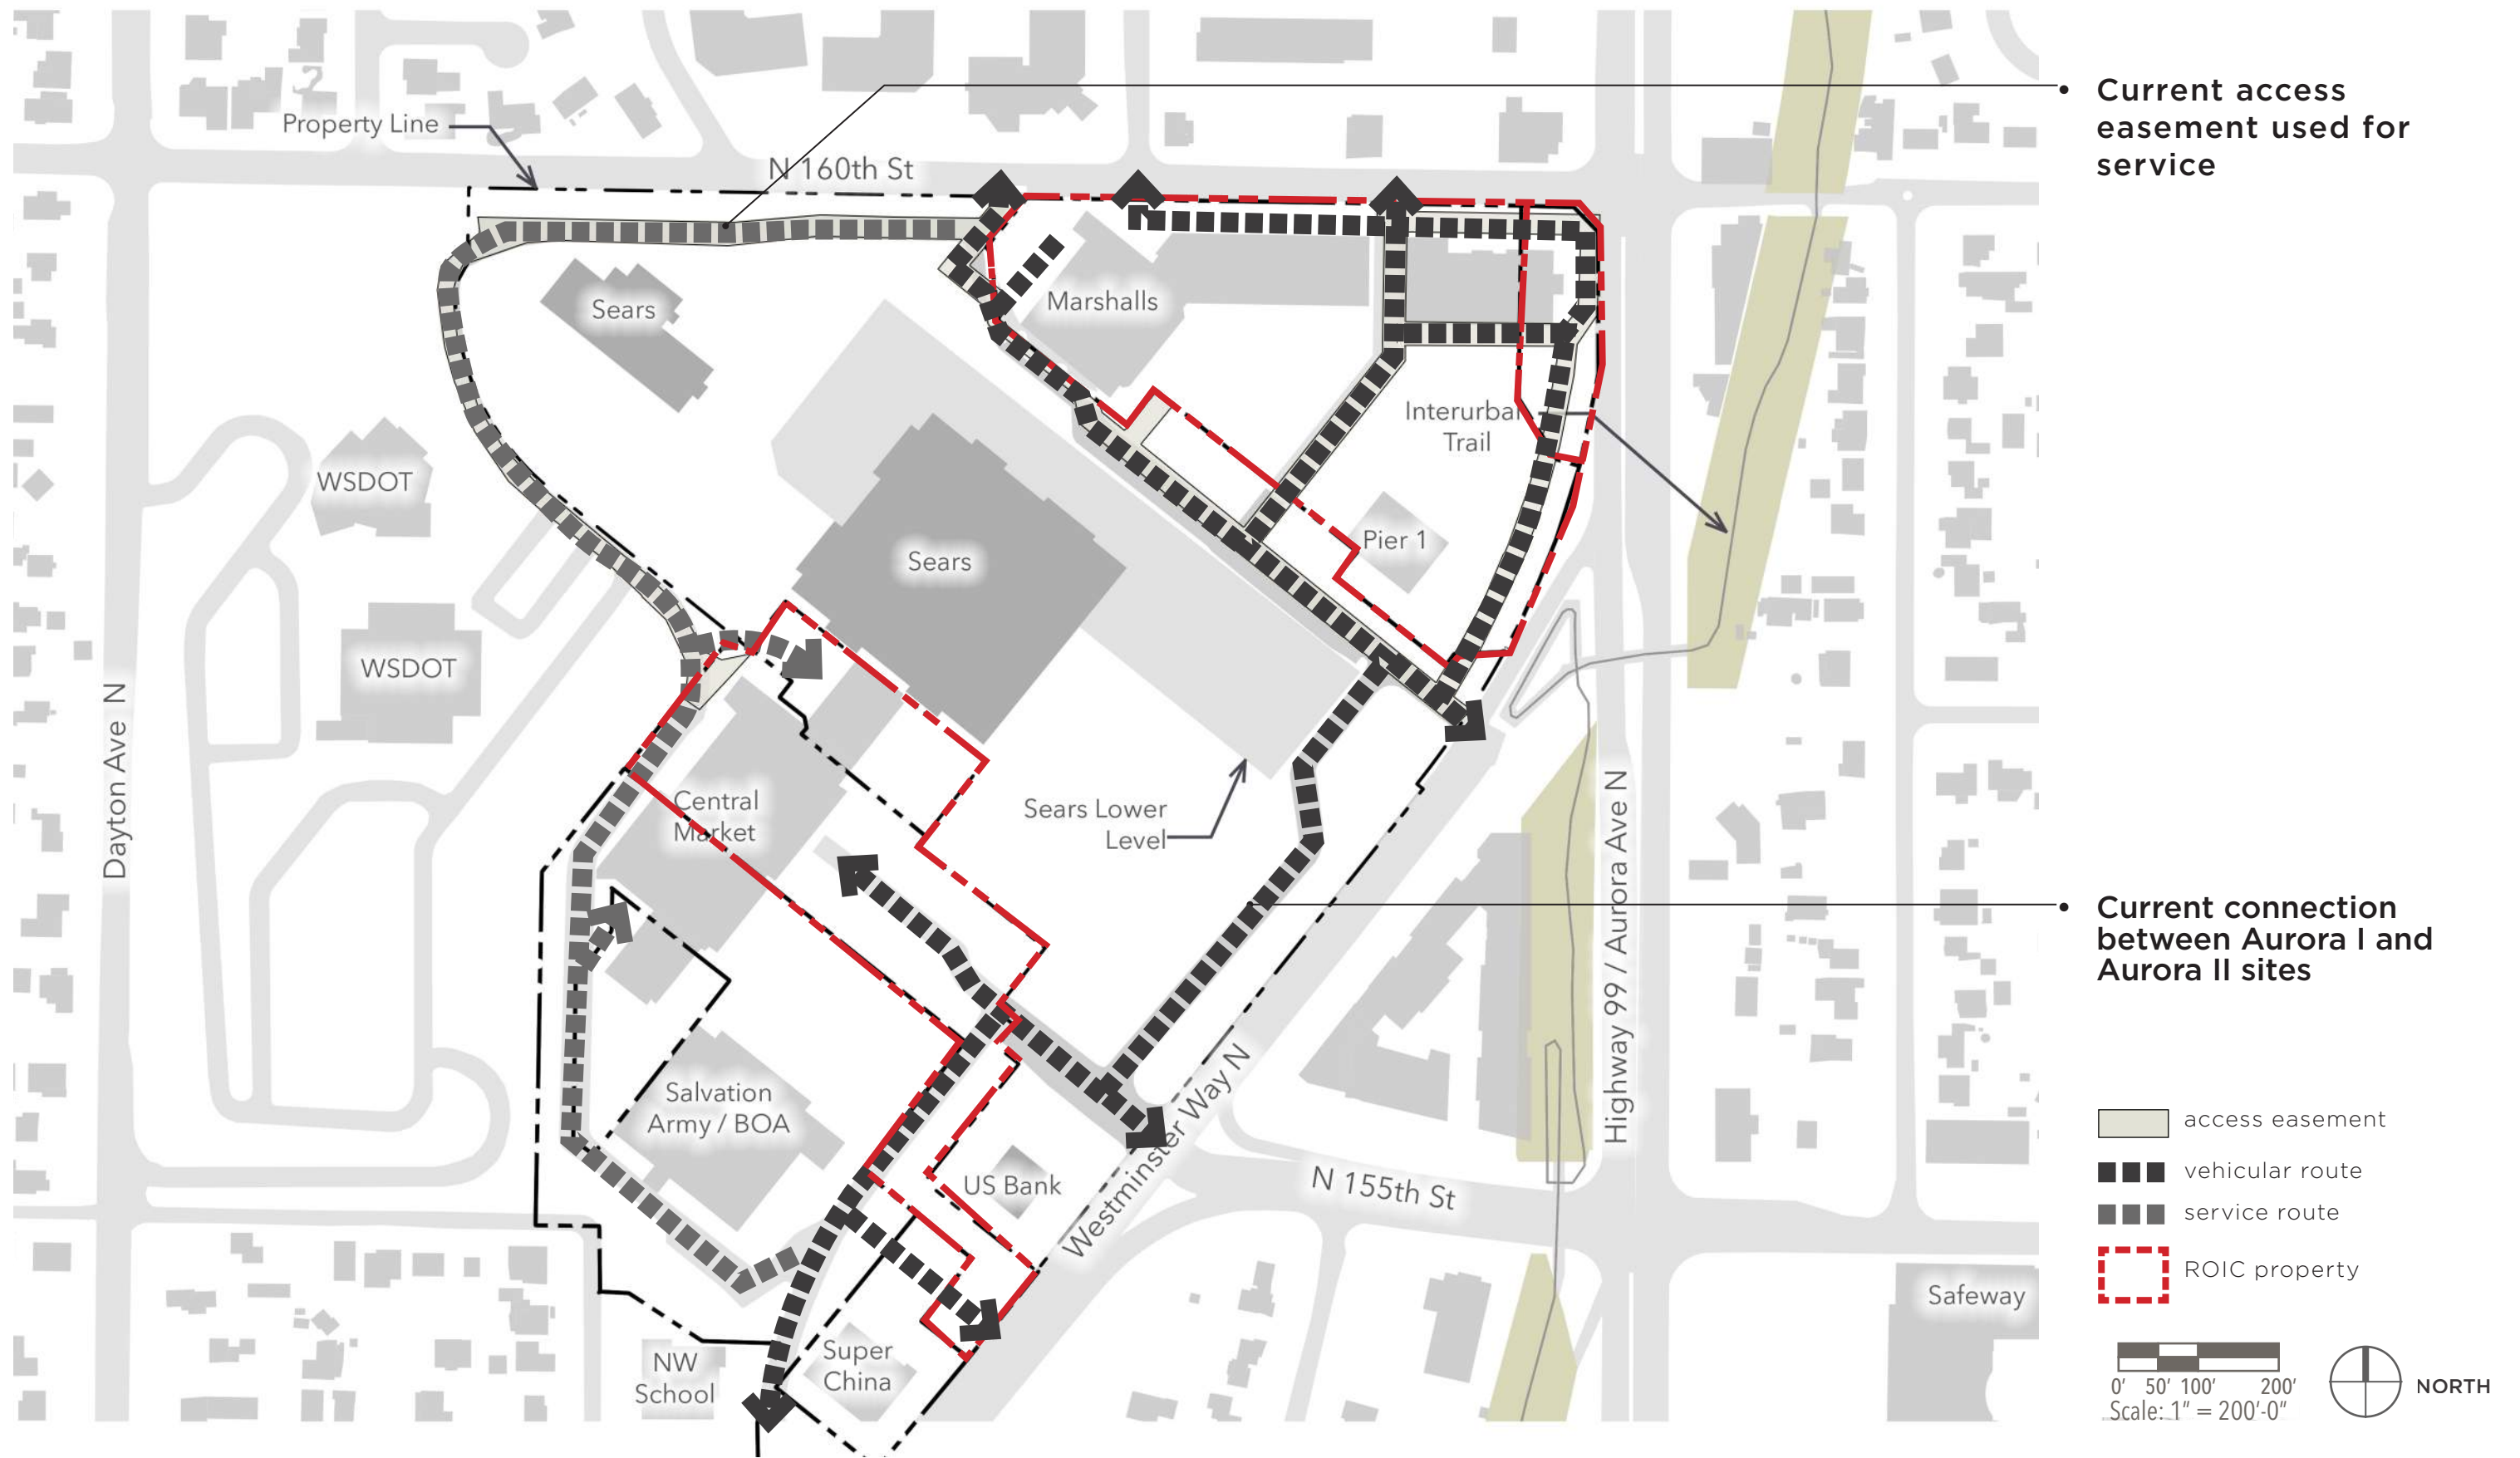 Current access
easement used for
service
Property Line
N 160th St
Sears
Marshalls
Interurban
Trail
WSDOT
Sears
Pier 1
WSDOT
Dayton Ave N
Central
Market
Sears Lower
Level
Highway 99 / Aurora Ave N
Current connection
between Aurora I and
Aurora II sites
Salvation
Army / BOA
US Bank
Westminster Way N
N 155th St
access easement
vehicular route
service route
ROIC property
Safeway
NW
School
Super
China
0' 50' 100' 200'
Scale: 1" = 200'-0"
NORTH